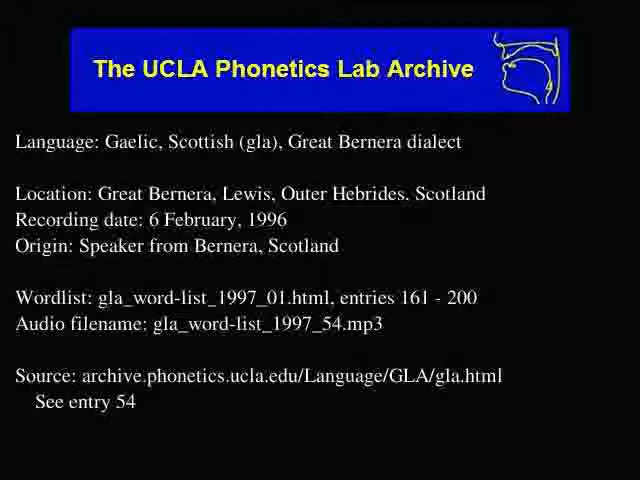 The UCLA Phonetics Lab Archive
Language: Gaelic, Scottish (gla), Great Bernera dialect
Location: Great Bernera, Lewis, Outer Hebrides. Scotland
Recording date: 6 February, 1996
Origin: Speaker from Bernera, Scotland
Wordlist: gla_word-list_1997_01.html, entries 161 - 200
Audio filename: gla_word-list_1997_54.mp3
Source: archive.phonetics.ucla.edu/Language/GLA/gla.html
See entry 54